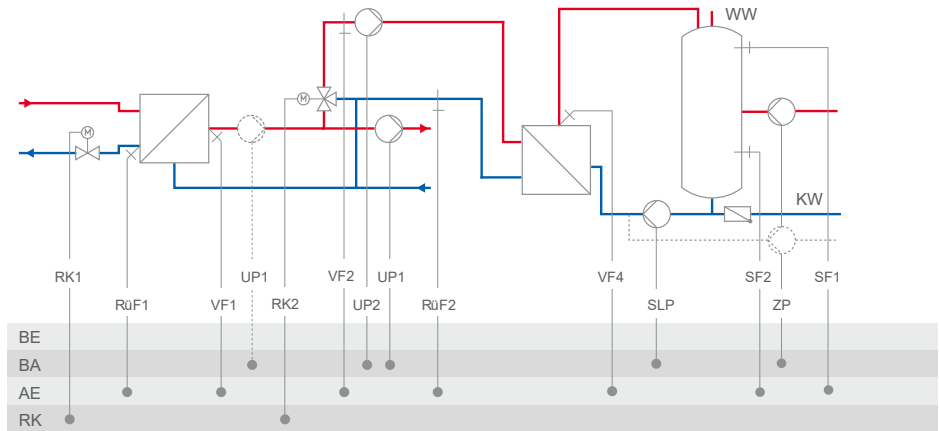 WW
M
M
KW
RK1 UP1 VF2 UP1 VF4 SF2 SF1
RüF1 VF1 RK2 UP2 RüF2 SLP ZP
BE
BA
AE
RK